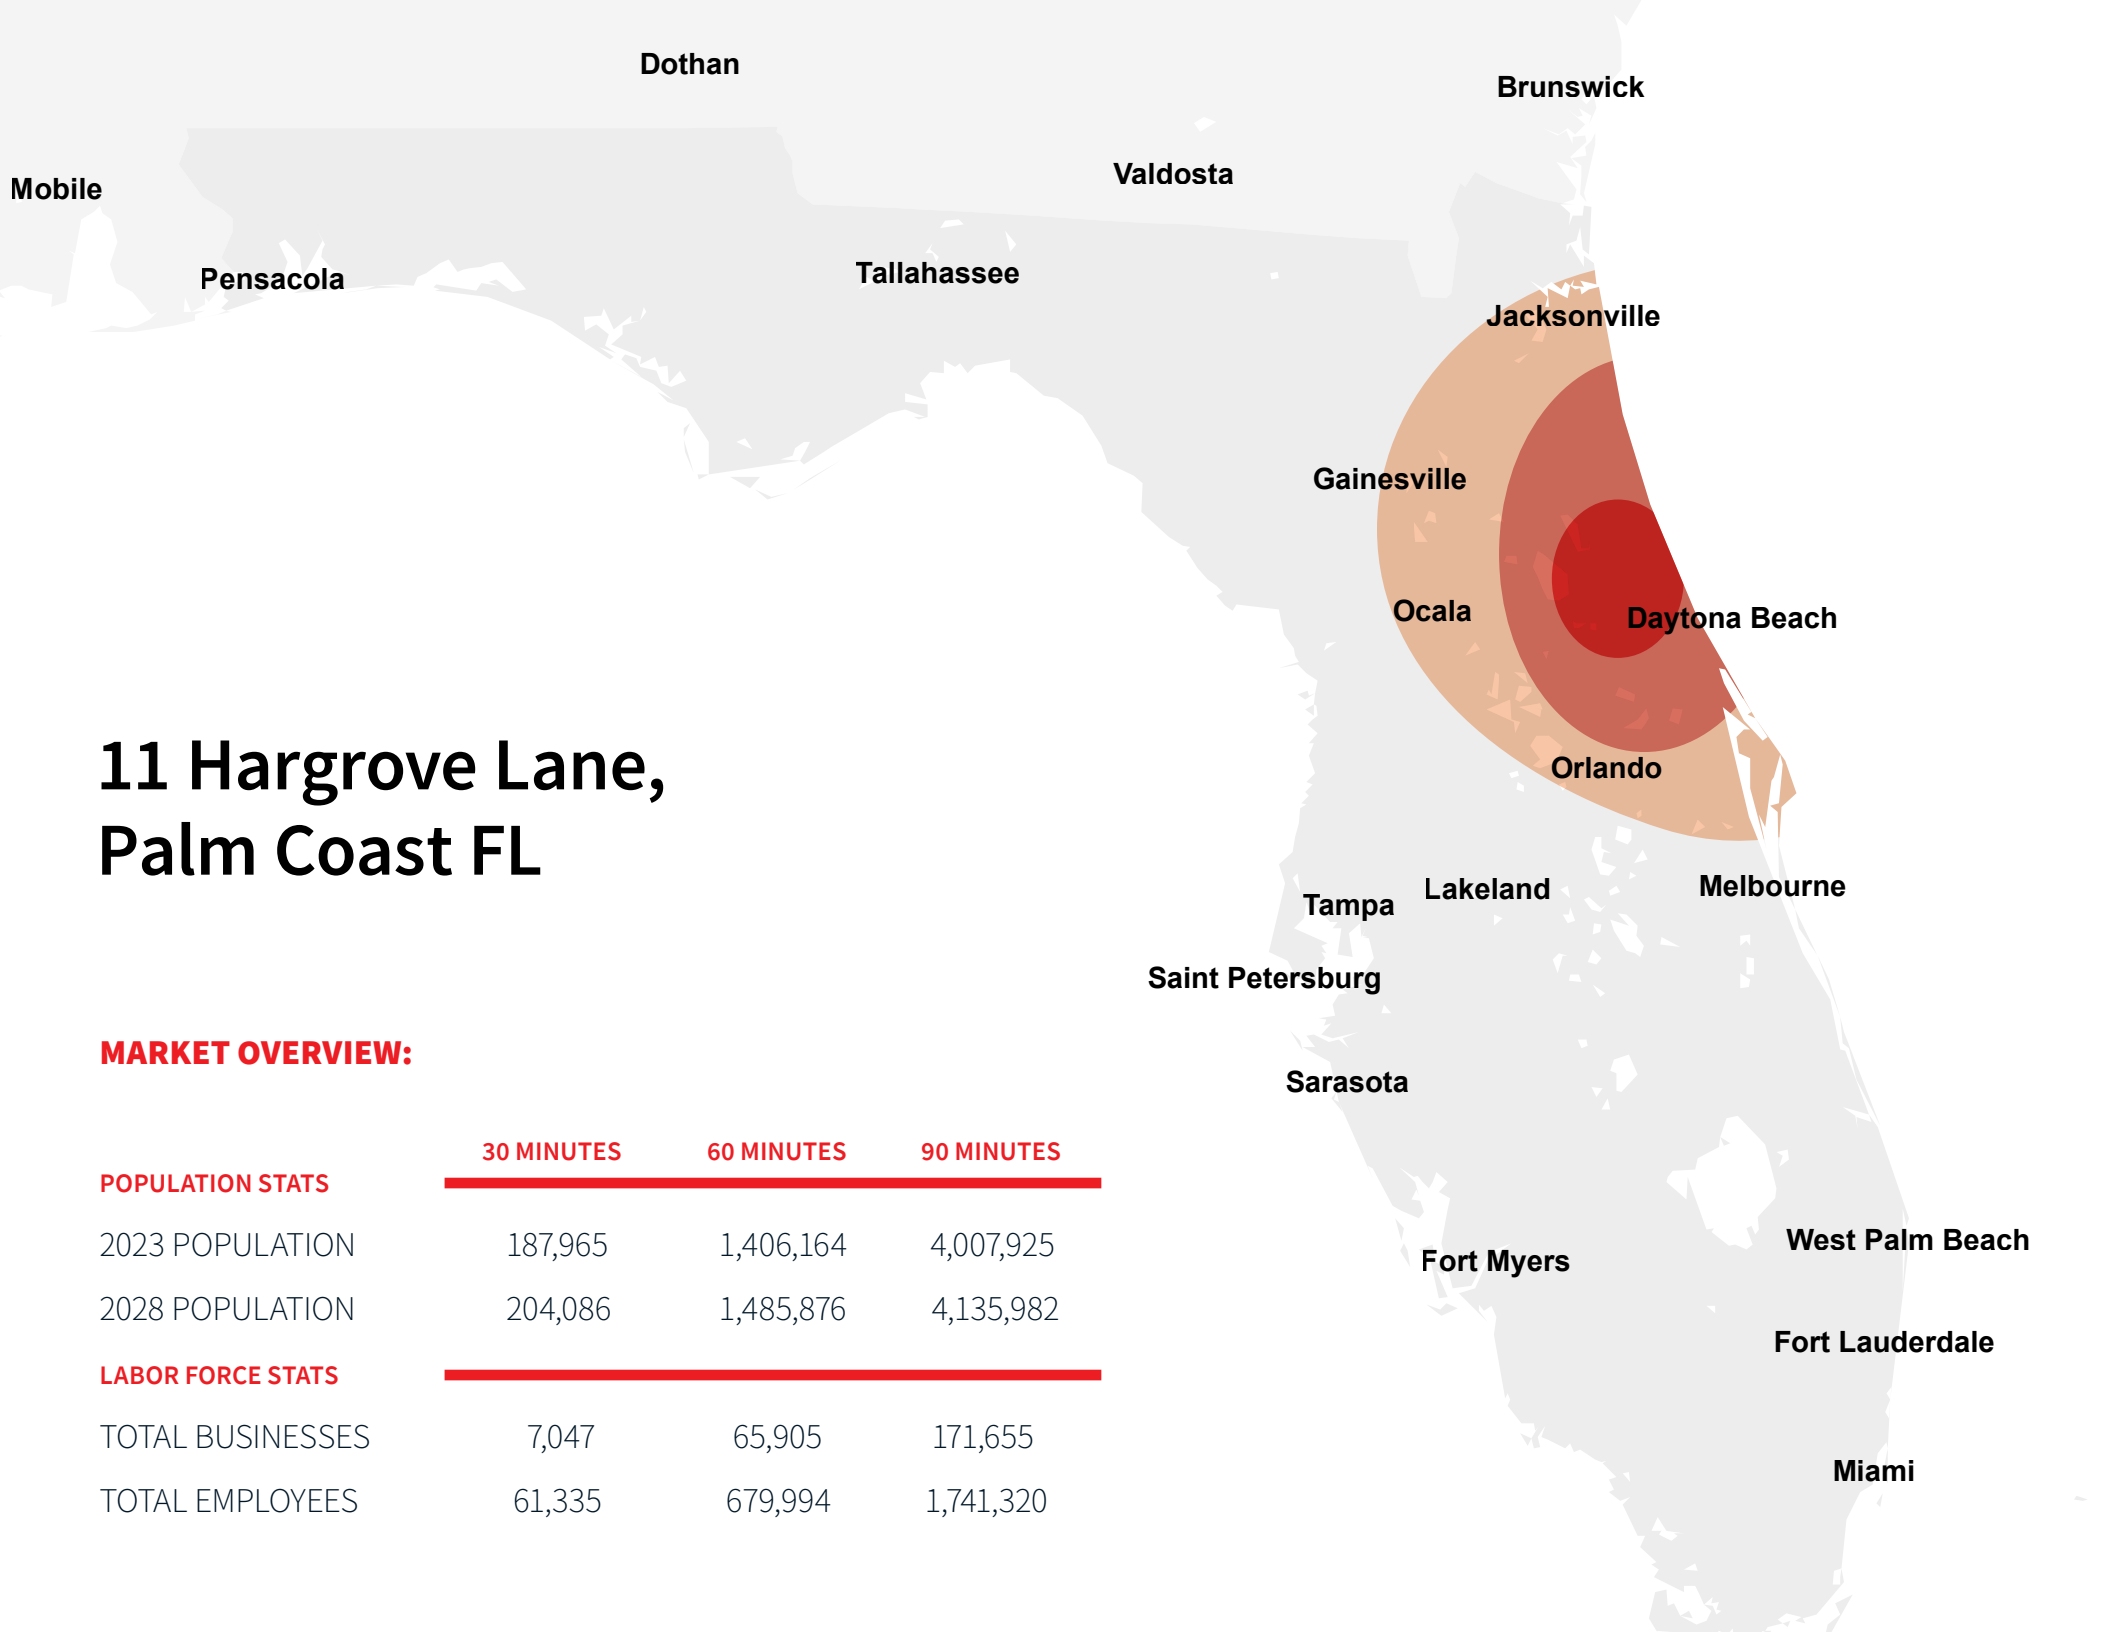 Dothan
Brunswick
Valdosta
Mobile
Pensacola
Tallahassee
Jacksonville
Gainesville
Ocala
Daytona Beach
Orlando
11 Hargrove Lane,
Palm Coast FL
Tampa
Lakeland
Melbourne
Saint Petersburg
Sarasota
West Palm Beach
Fort Myers
Fort Lauderdale
Miami
MARKET OVERVIEW:
30 MINUTES 60 MINUTES 90 MINUTES
POPULATION STATS
2023 POPULATION 187,965 1,406,164 4,007,925
2028 POPULATION 204,086 1,485,876 4,135,982
LABOR FORCE STATS
TOTAL BUSINESSES 7,047 65,905 171,655
TOTAL EMPLOYEES 61,335 679,994 1,741,320